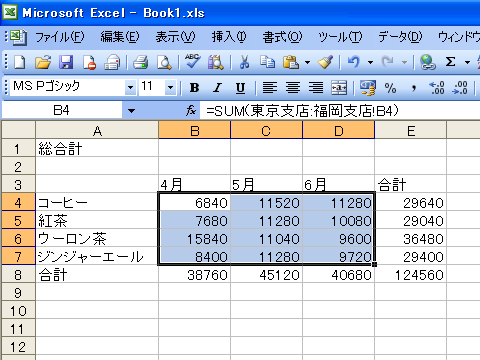 Microsoft Excel - Book1.xls
ファイル(F) 編集(E) 表示(V) 挿入(I) 書式(O) ツール(T) データ(D) ウィンドウ
MS Pゴシック 11 B I U
B4 fx =SUM(東京支店:福岡支店!B4)
A B C D E
1 総合計
2
3 4月 5月 6月 合計
4 コーヒー 6840 11520 11280 29640
5 紅茶 7680 11280 10080 29040
6 ウーロン茶 15840 11040 9600 36480
7 ジンジャーエール 8400 11280 9720 29400
8 合計 38760 45120 40680 124560
9
10
11
12